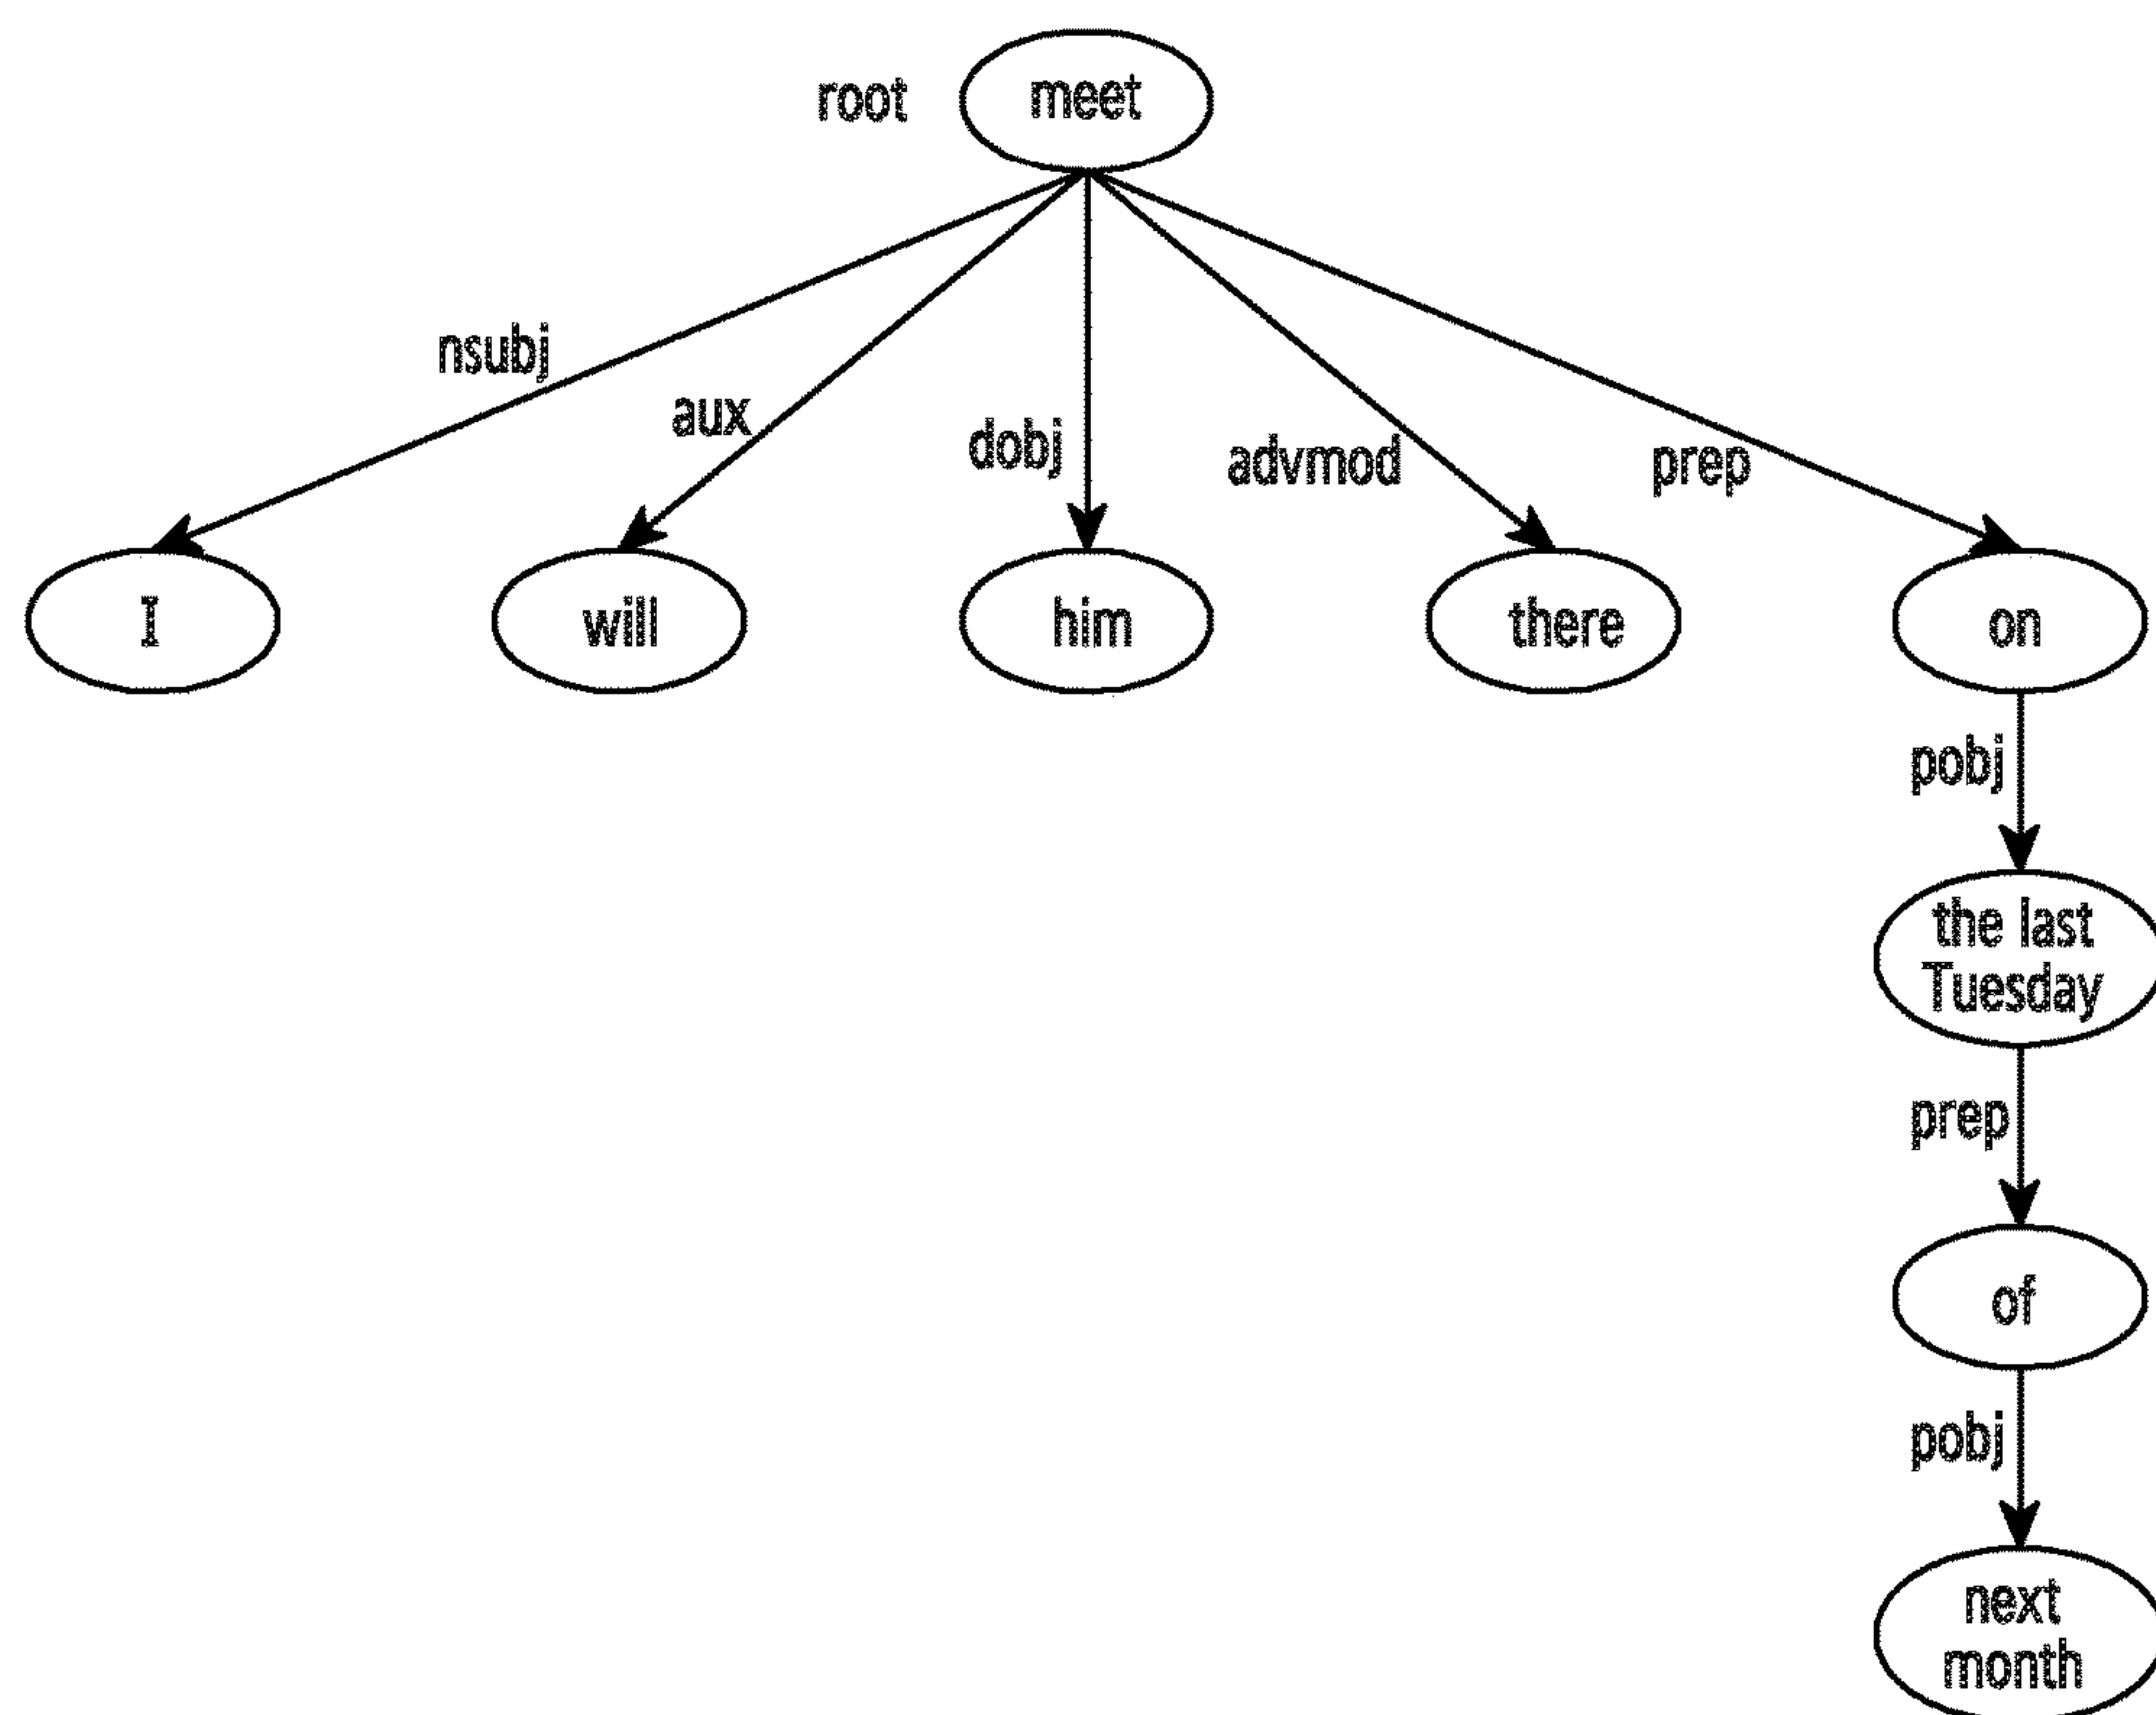 root meet
nsubj
aux
dobj
advmod
prep
I will him there on
pobj
the last
Tuesday
prep
of
pobj
next
month